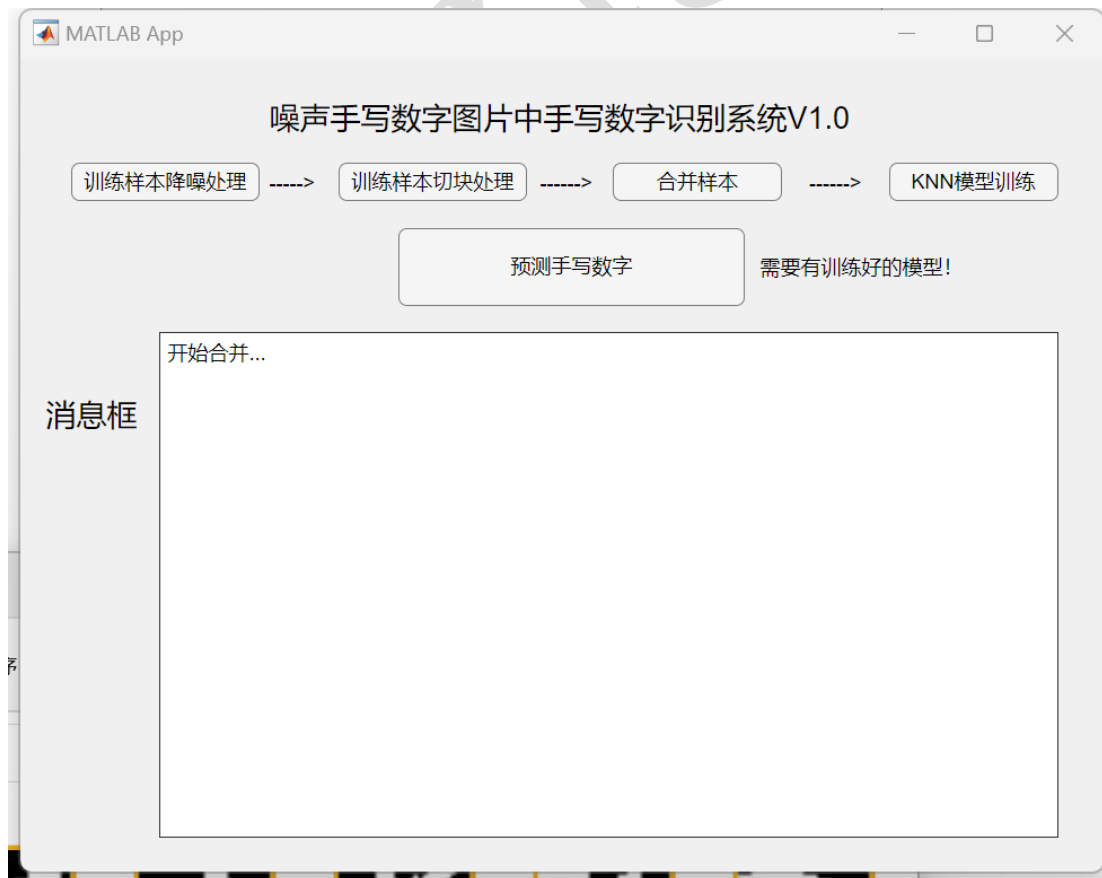 MATLAB App
噪声手写数字图片中手写数字识别系统V1.0
训练样本降噪处理 -----> 训练样本切块处理 ------> 合并样本 ------> KNN模型训练
预测手写数字 需要有训练好的模型！
开始合并...
消息框
序